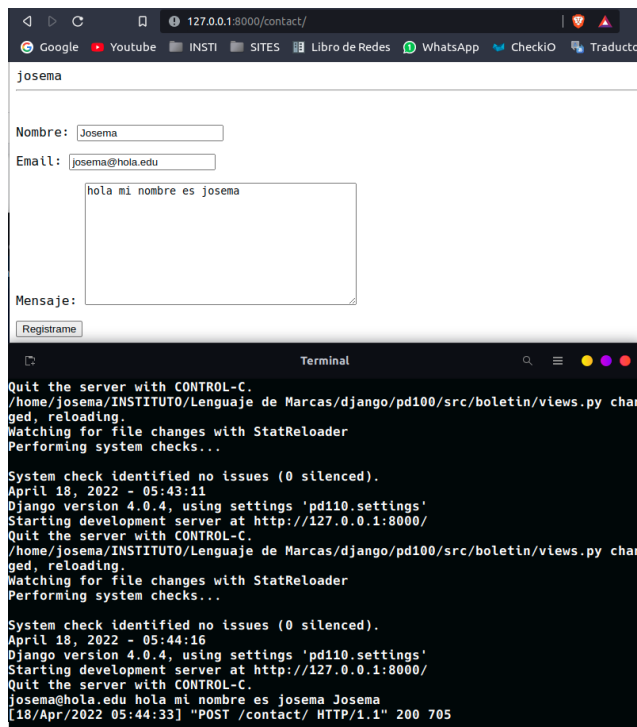 127.0.0.1:8000/contact/
Google Youtube INSTI SITES Libro de Redes WhatsApp CheckiO Traducto
josema
Nombre: Josema
Email: josema@hola.edu
hola mi nombre es josema
Mensaje:
Registrame
Terminal
Quit the server with CONTROL-C.
/home/josema/INSTITUTO/Lenguaje de Marcas/django/pd100/src/boletin/views.py chan
ged, reloading.
Watching for file changes with StatReloader
Performing system checks...
System check identified no issues (0 silenced).
April 18, 2022 - 05:43:11
Django version 4.0.4, using settings 'pd110.settings'
Starting development server at http://127.0.0.1:8000/
Quit the server with CONTROL-C.
/home/josema/INSTITUTO/Lenguaje de Marcas/django/pd100/src/boletin/views.py chan
ged, reloading.
Watching for file changes with StatReloader
Performing system checks...
System check identified no issues (0 silenced).
April 18, 2022 - 05:44:16
Django version 4.0.4, using settings 'pd110.settings'
Starting development server at http://127.0.0.1:8000/
Quit the server with CONTROL-C.
josema@hola.edu hola mi nombre es josema Josema
[18/Apr/2022 05:44:33] "POST /contact/ HTTP/1.1" 200 705